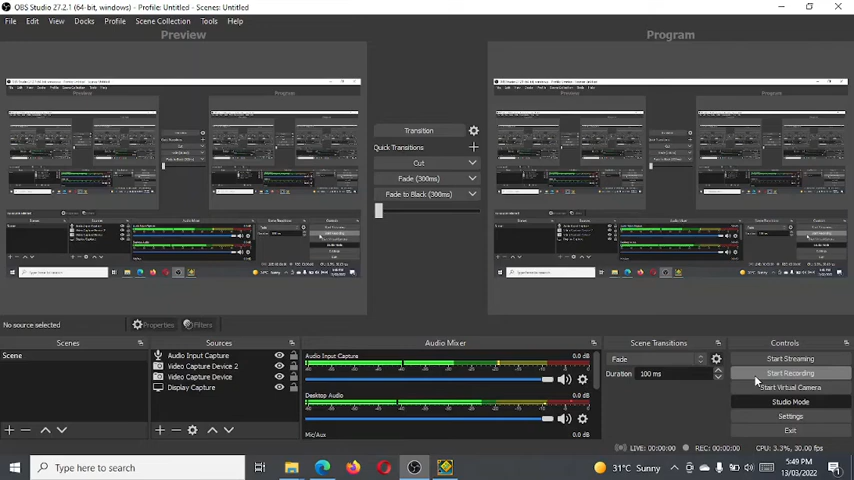 OBS Studio 27.2.1 (64-bit, windows) - Profile: Untitled - Scenes: Untitled
File Edit View Docks Profile Scene Collection Tools Help
Preview
Program
Transition
Quick Transitions
Cut
Fade (300ms)
Fade to Black (300ms)
No source selected
Properties
Filters
Scenes
Scene
Sources
Audio Input Capture
Video Capture Device 2
Video Capture Device
Display Capture
Audio Mixer
Audio Input Capture 0.0 dB
Desktop Audio 0.0 dB
Mic/Aux
Scene Transitions
Fade
Duration 100 ms
Controls
Start Streaming
Start Recording
Start Virtual Camera
Studio Mode
Settings
Exit
LIVE: 00:00:00 REC: 00:00:00 CPU: 3.3%, 30.00 fps
Type here to search
31°C Sunny
5:49 PM
13/03/2022